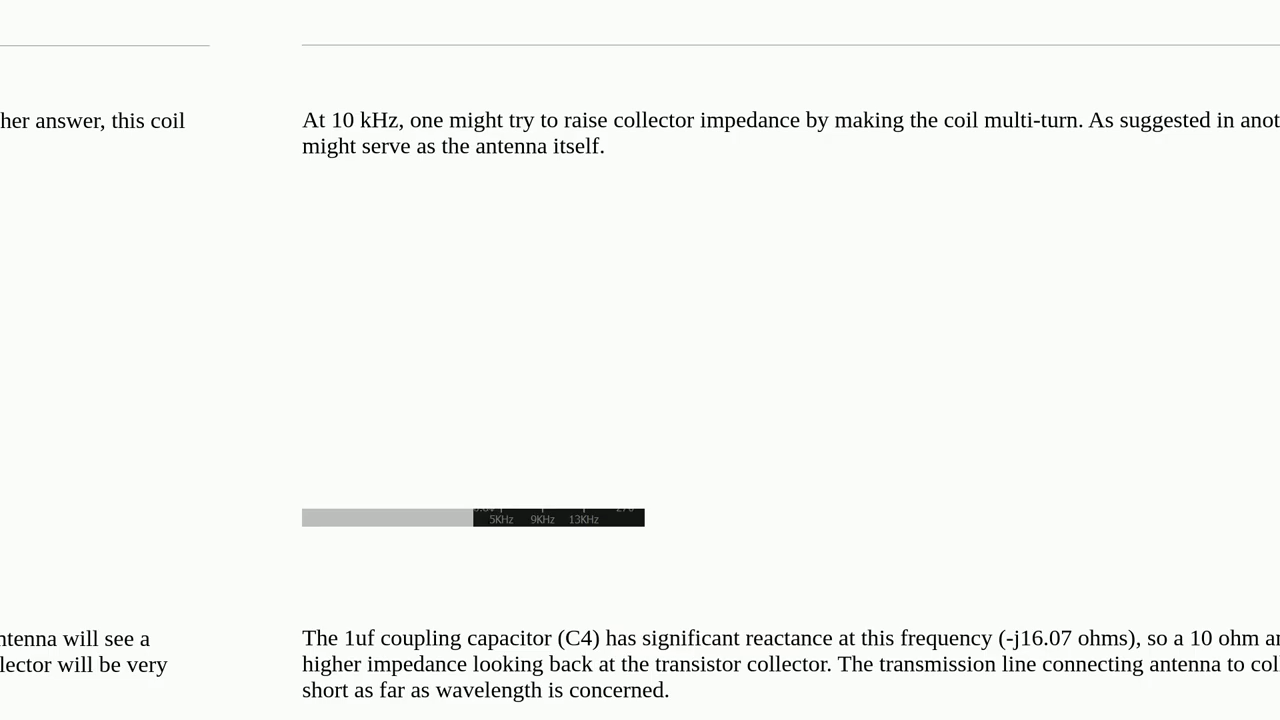 her answer, this coil
At 10 kHz, one might try to raise collector impedance by making the coil multi-turn. As suggested in anot
might serve as the antenna itself.
5KHz 9KHz 13KHz
ntenna will see a
lector will be very
The 1uf coupling capacitor (C4) has significant reactance at this frequency (-j16.07 ohms), so a 10 ohm an
higher impedance looking back at the transistor collector. The transmission line connecting antenna to col
short as far as wavelength is concerned.